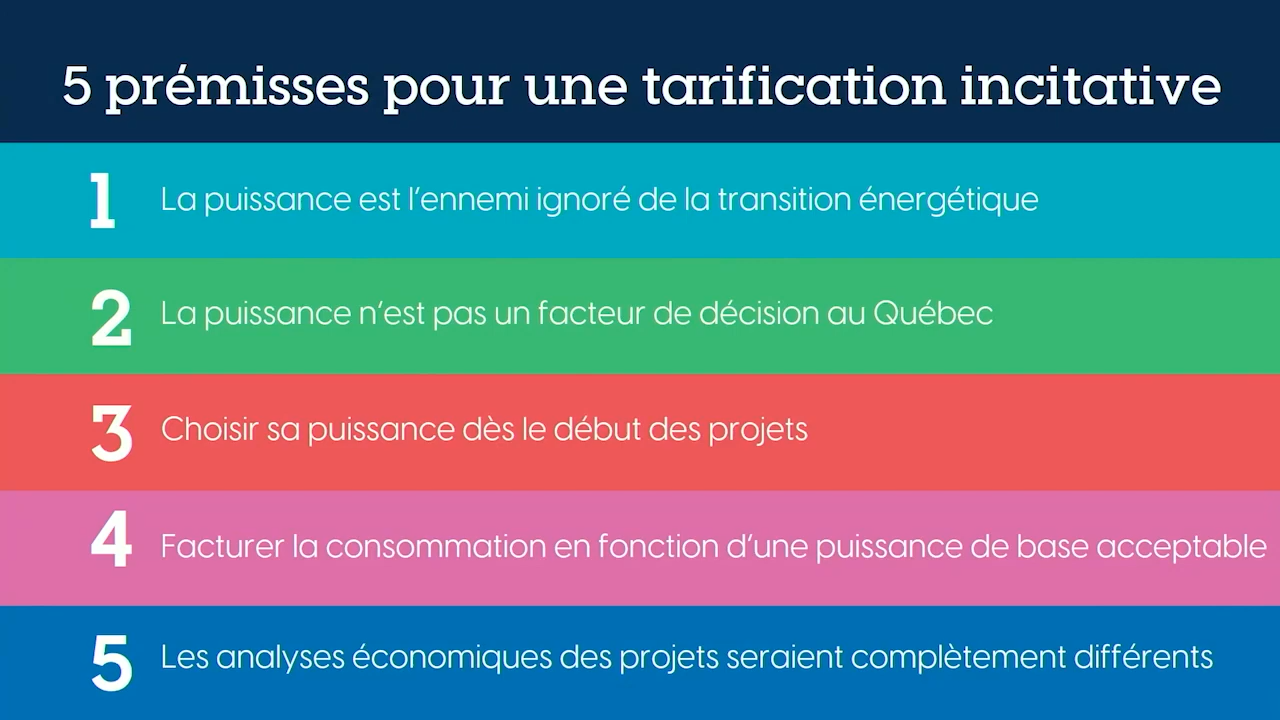 5 prémisses pour une tarification incitative
1 La puissance est l’ennemi ignoré de la transition énergétique
2 La puissance n’est pas un facteur de décision au Québec
3 Choisir sa puissance dès le début des projets
4 Facturer la consommation en fonction d’une puissance de base acceptable
5 Les analyses économiques des projets seraient complètement différents